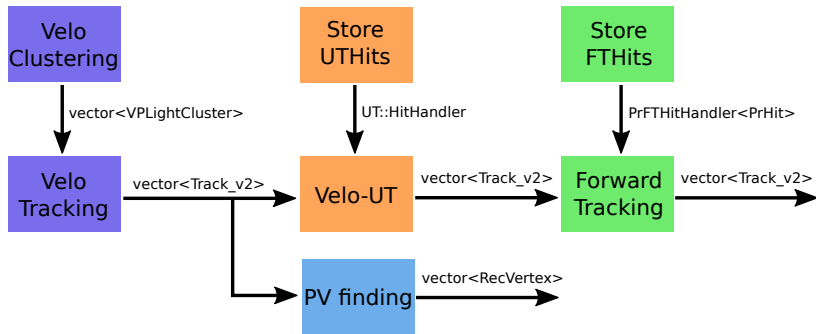 Velo
Clustering
Store
UTHits
Store
FTHits
vector<VPLightCluster>
UT::HitHandler
PrFTHitHandler<PrHit>
Velo
Tracking
vector<Track_v2>
Velo-UT
vector<Track_v2>
Forward
Tracking
vector<Track_v2>
PV finding
vector<RecVertex>